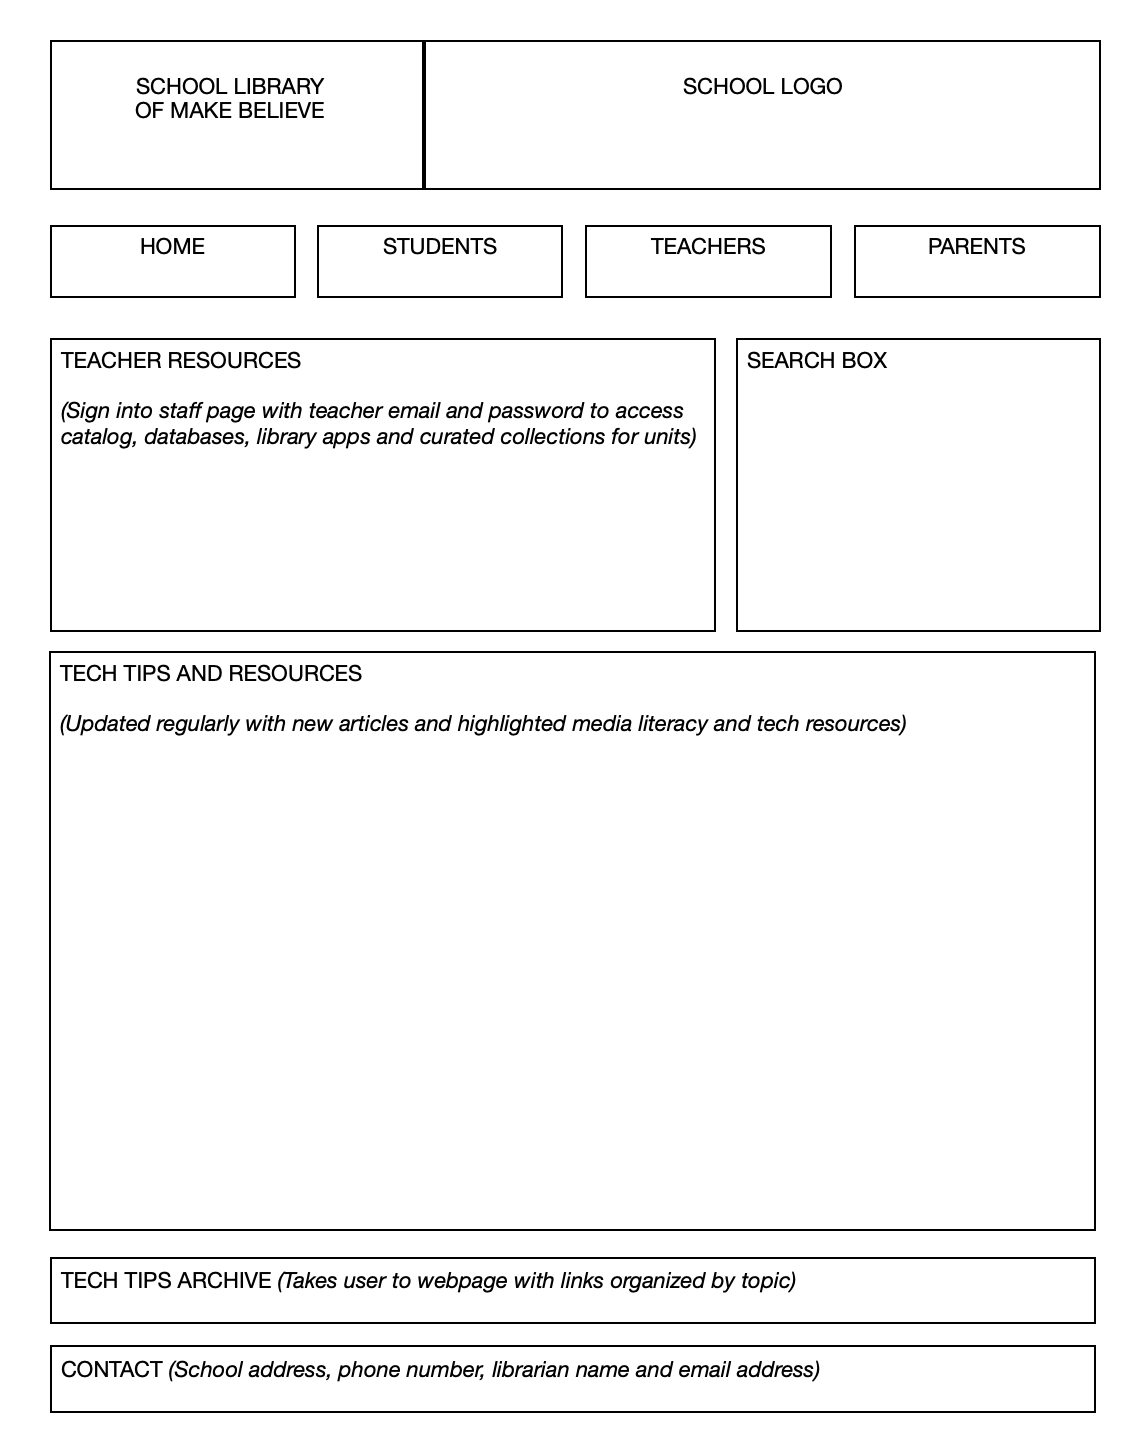 SCHOOL LIBRARY
OF MAKE BELIEVE
SCHOOL LOGO
HOME
STUDENTS
TEACHERS
PARENTS
TEACHER RESOURCES
(Sign into staff page with teacher email and password to access
catalog, databases, library apps and curated collections for units)
SEARCH BOX
TECH TIPS AND RESOURCES
(Updated regularly with new articles and highlighted media literacy and tech resources)
TECH TIPS ARCHIVE (Takes user to webpage with links organized by topic)
CONTACT (School address, phone number, librarian name and email address)